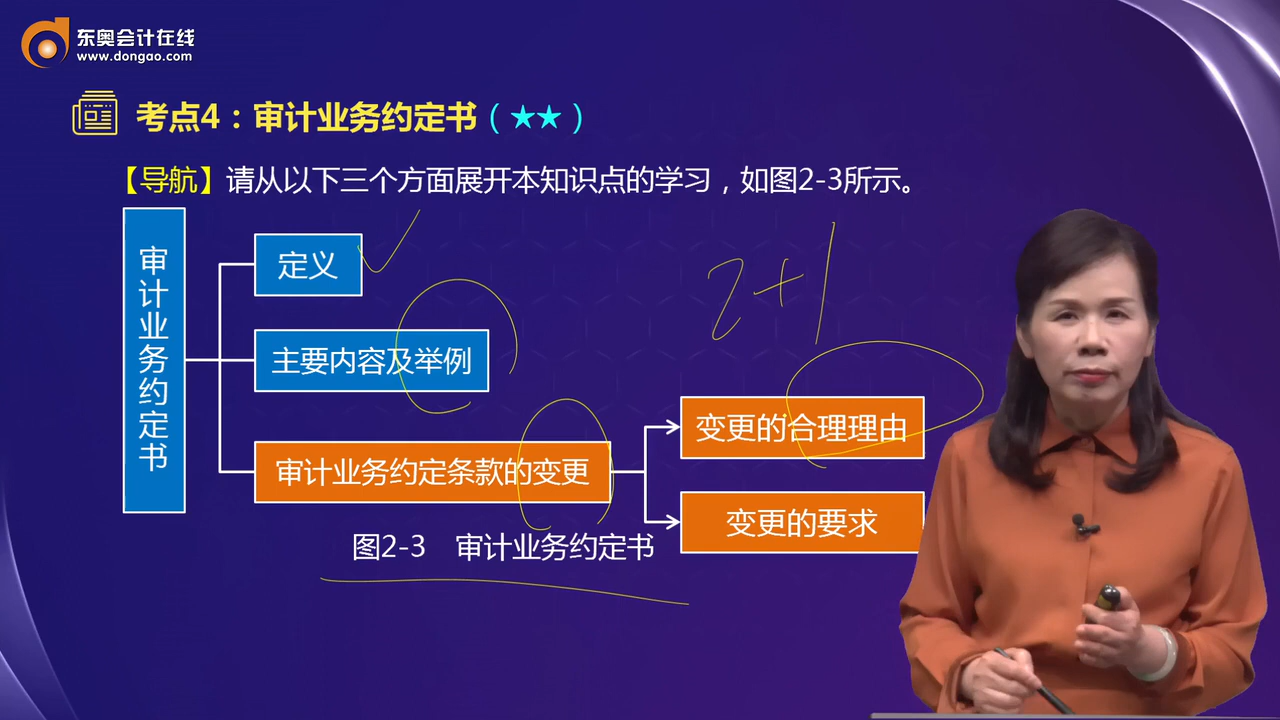 东奥会计在线
www.dongao.com
考点4：审计业务约定书（★★）
【导航】请从以下三个方面展开本知识点的学习，如图2-3所示。
审计业务约定书
定义
主要内容及举例
审计业务约定条款的变更
变更的合理理由
变更的要求
2+1
图2-3 审计业务约定书